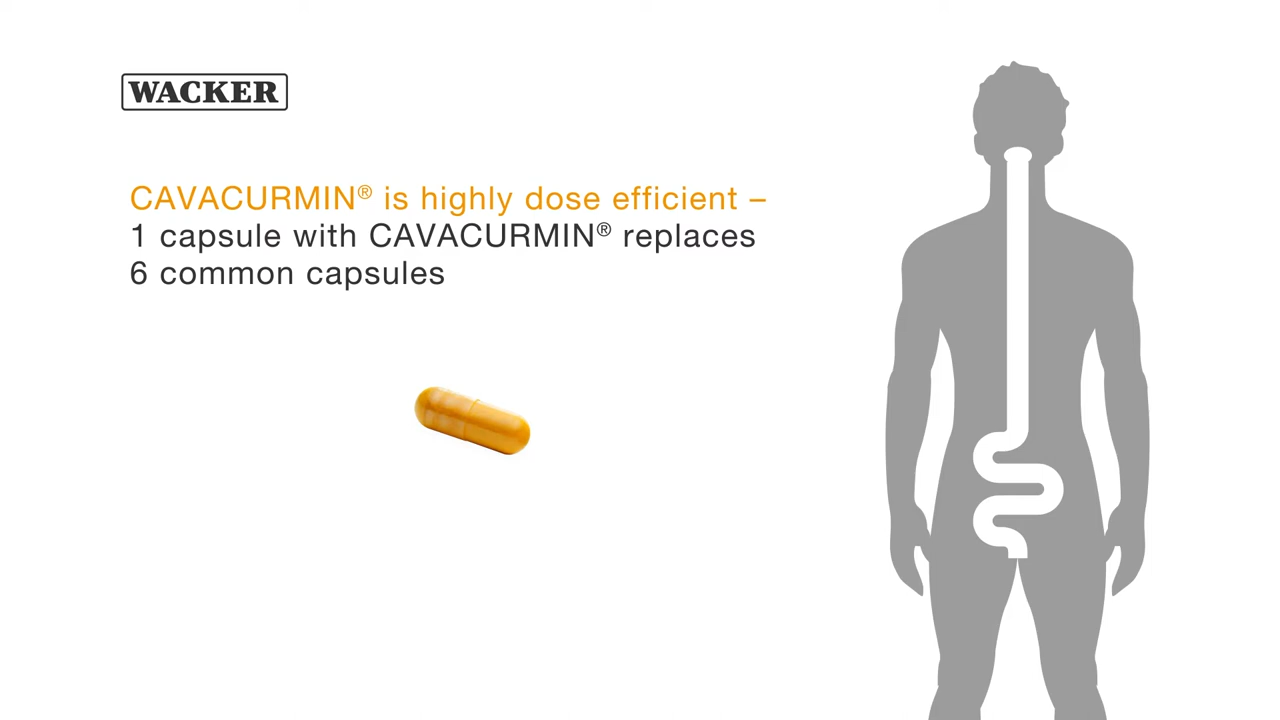 WACKER
CAVACURMIN® is highly dose efficient –
1 capsule with CAVACURMIN® replaces
6 common capsules